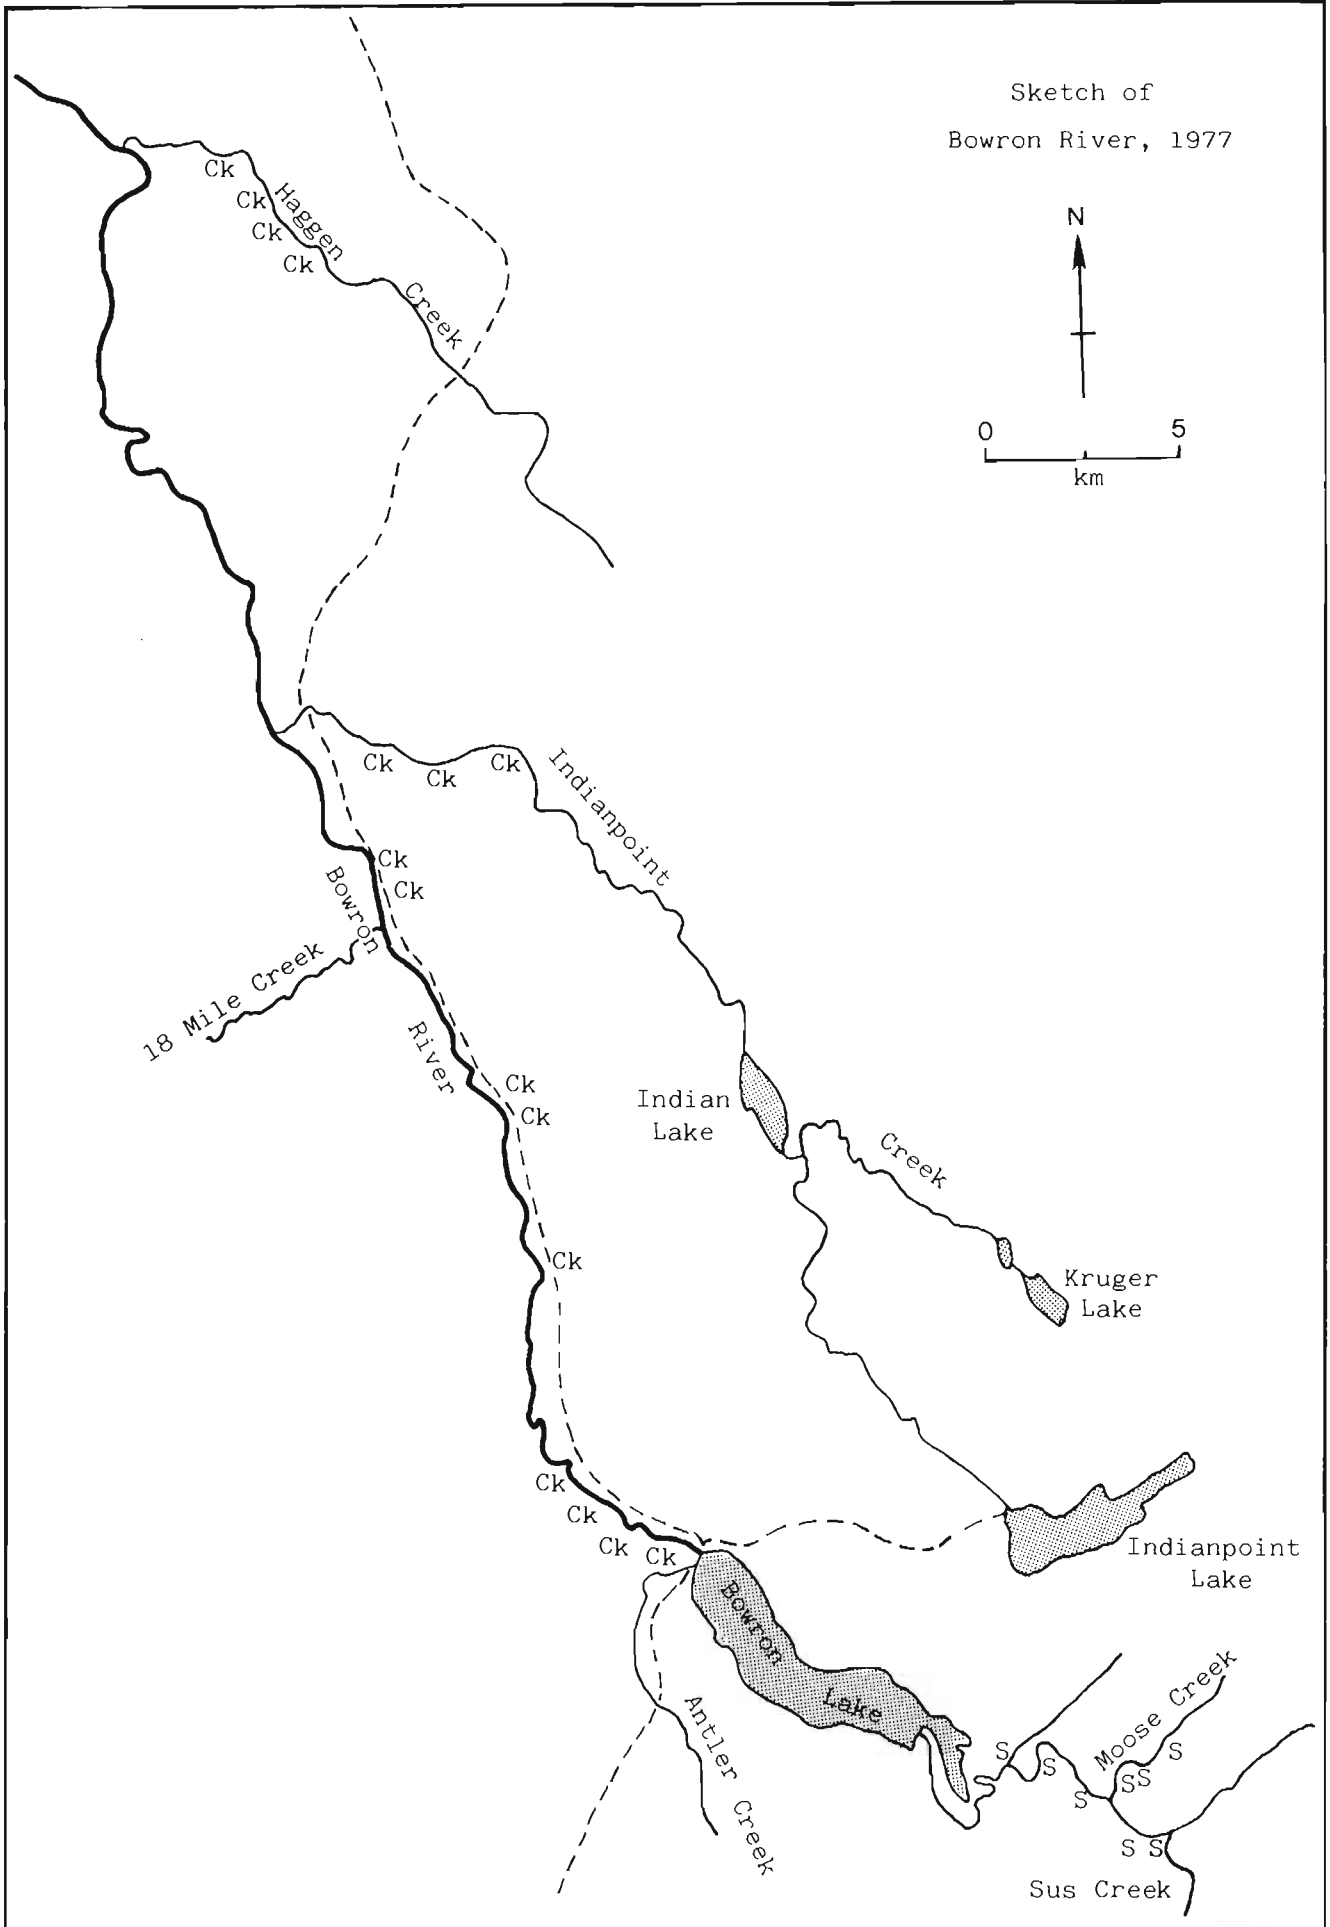 Sketch of
Bowron River, 1977
N
0 5
km
Ck
Ck
Ck
Ck
Haggen
Creek
Ck
Ck
Ck
Indianpoint
Ck
Ck
Bowron
18 Mile Creek
River
Ck
Ck
Indian
Lake
Creek
Ck
Kruger
Lake
Ck
Ck
Ck
Ck
Indianpoint
Lake
Bowron
Lake
Antler Creek
Moose Creek
S
S
S
S
SS
S S
Sus Creek